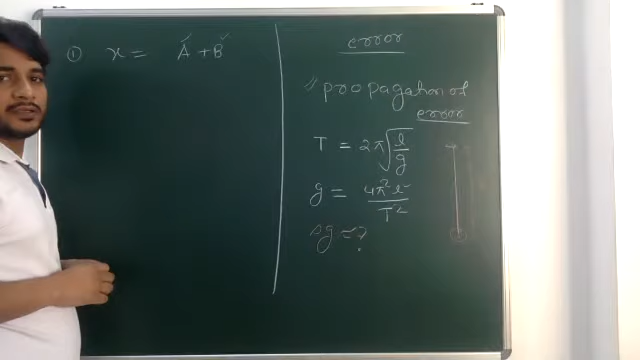 ① x = A + B
error
propagation of
error
T = 2π√(l/g)
g = 4π²l/T²
Δg = ?